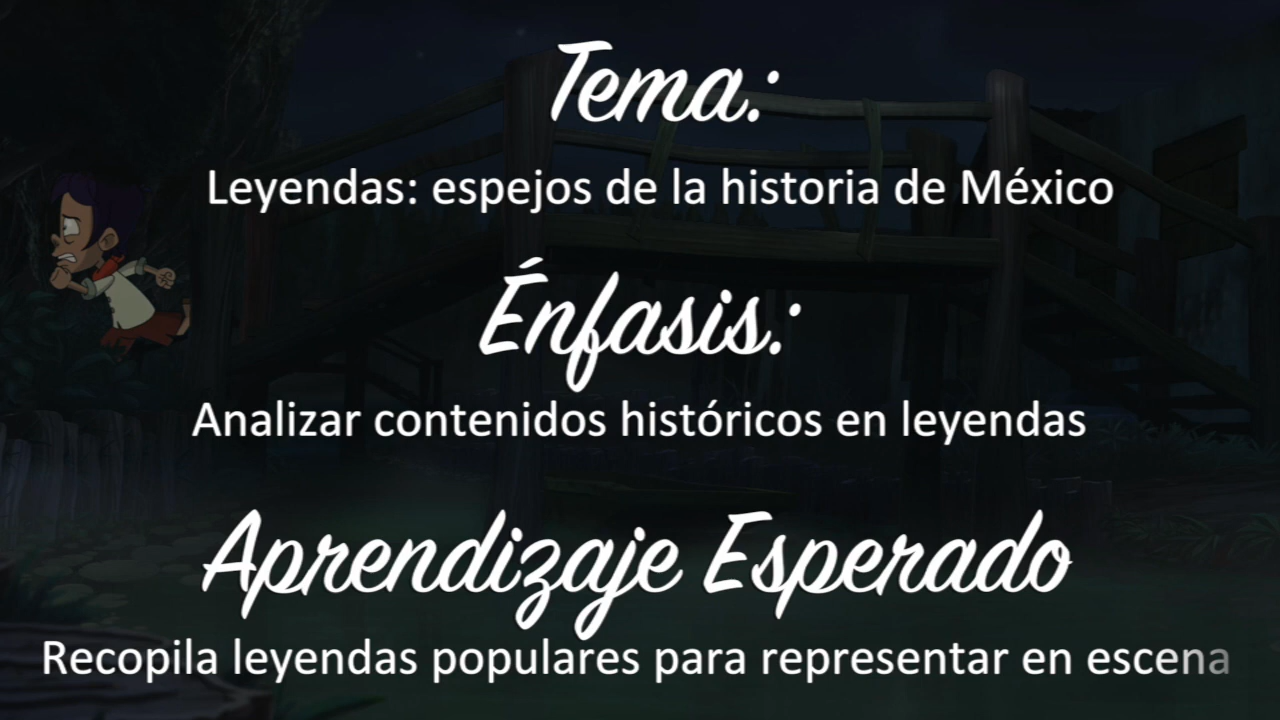 Tema:
Leyendas: espejos de la historia de México
Énfasis:
Analizar contenidos históricos en leyendas
Aprendizaje Esperado
Recopila leyendas populares para representar en escena